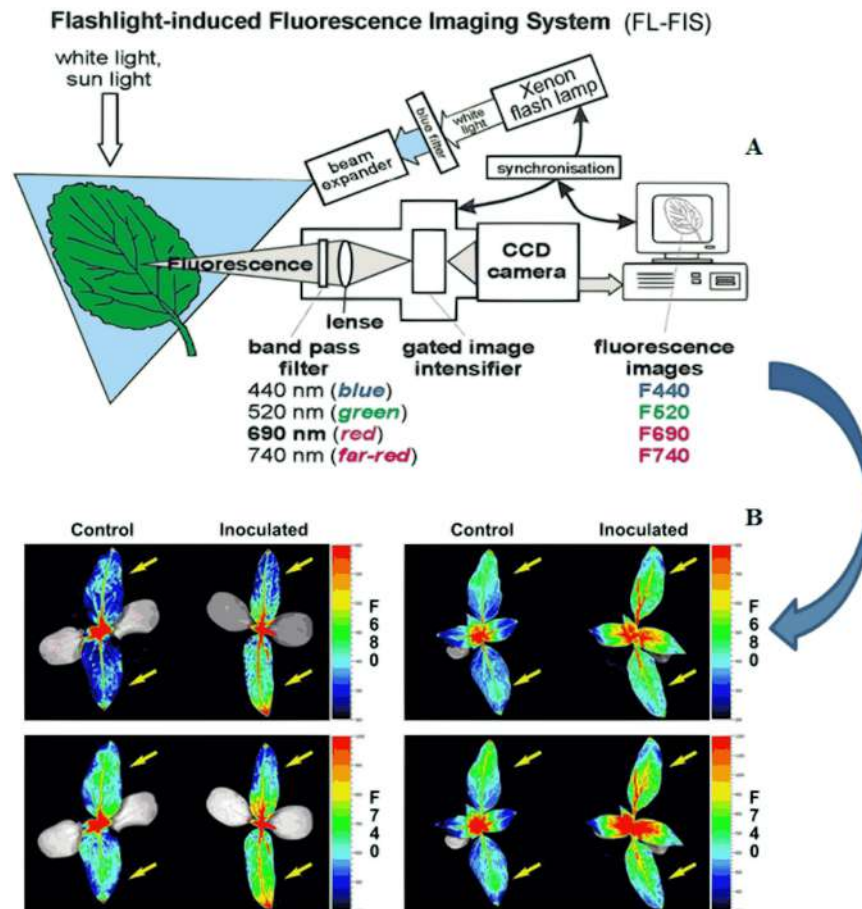 Flashlight-induced Fluorescence Imaging System (FL-FIS)
white light,
sun light
Xenon
flash lamp
white
light
blue filter
beam
expander
A
synchronisation
Fluorescence
CCD
camera
lense
band pass
filter
gated image
intensifier
fluorescence
images
440 nm (blue)
F440
520 nm (green)
F520
690 nm (red)
F690
740 nm (far-red)
F740
B
Control
Inoculated
Control
Inoculated
F
6
8
0
F
6
8
0
F
7
4
0
F
7
4
0